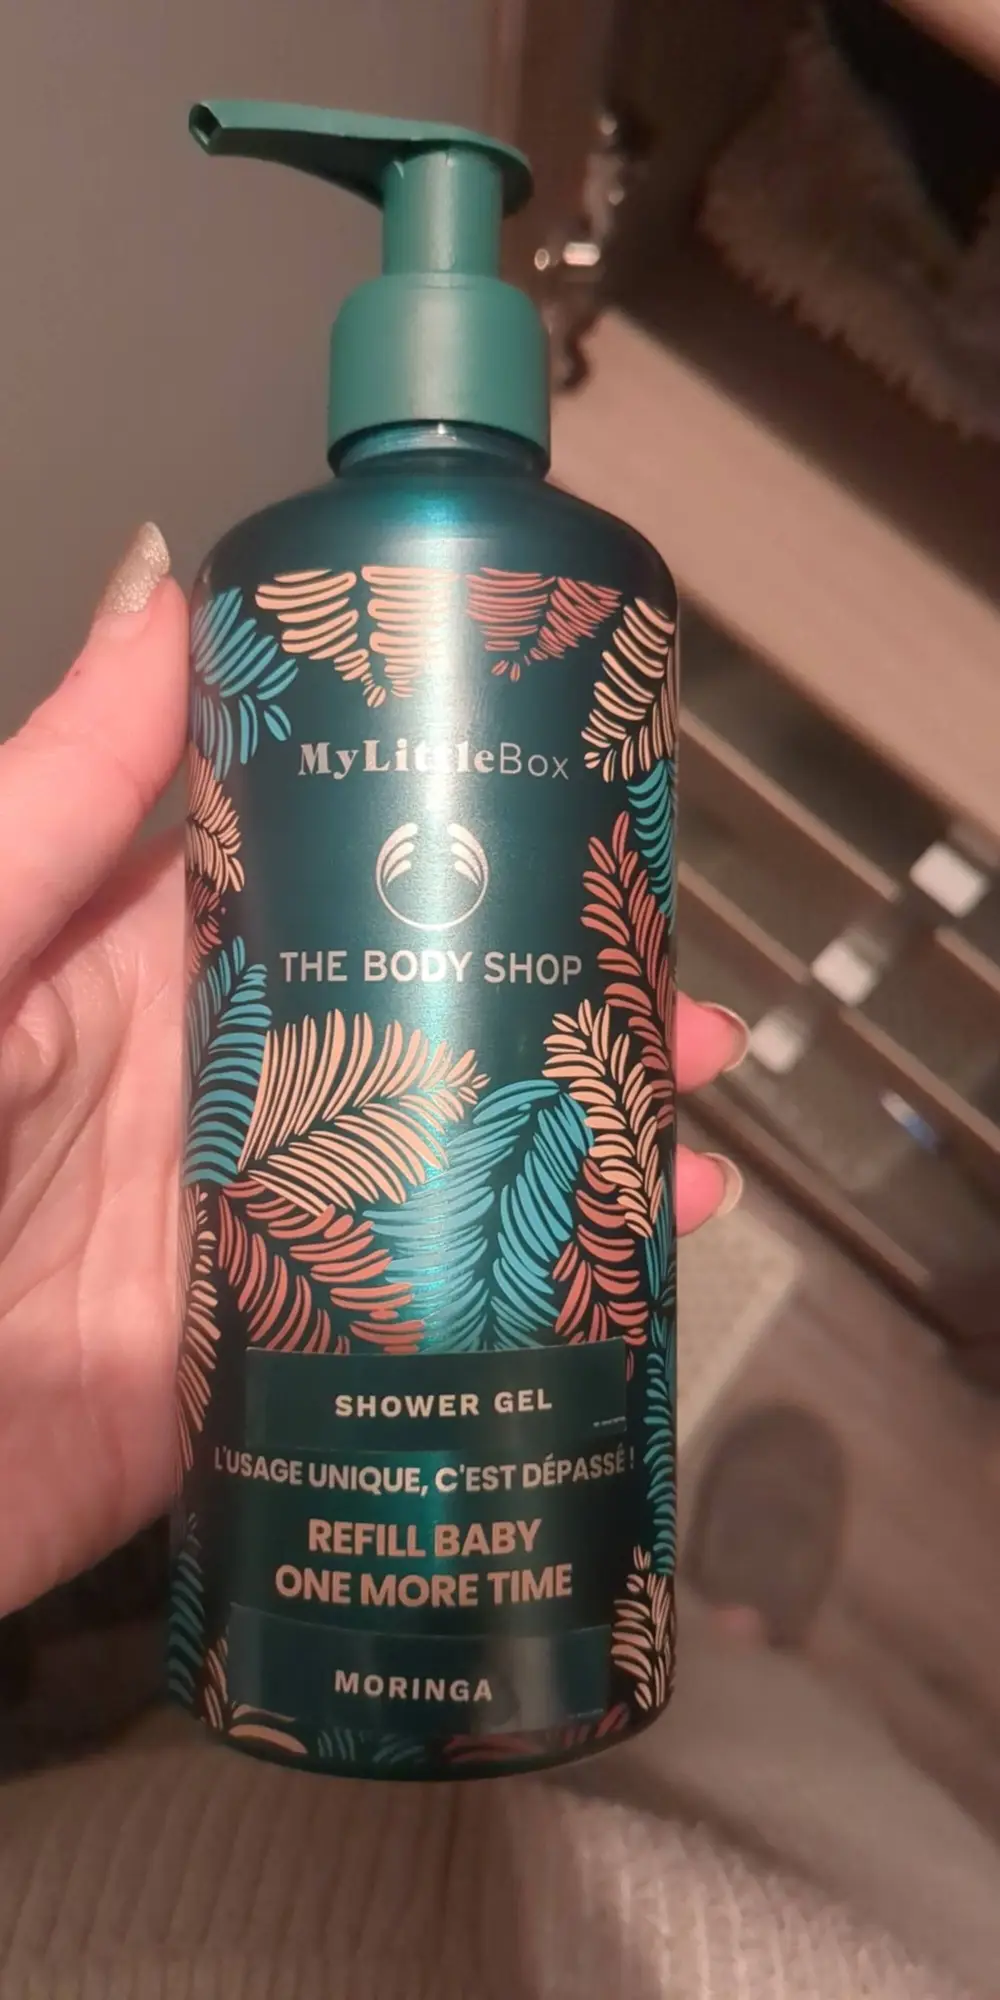 MyLittleBox
THE BODY SHOP
SHOWER GEL
L'USAGE UNIQUE, C'EST DÉPASSÉ !
REFILL BABY
ONE MORE TIME
MORINGA